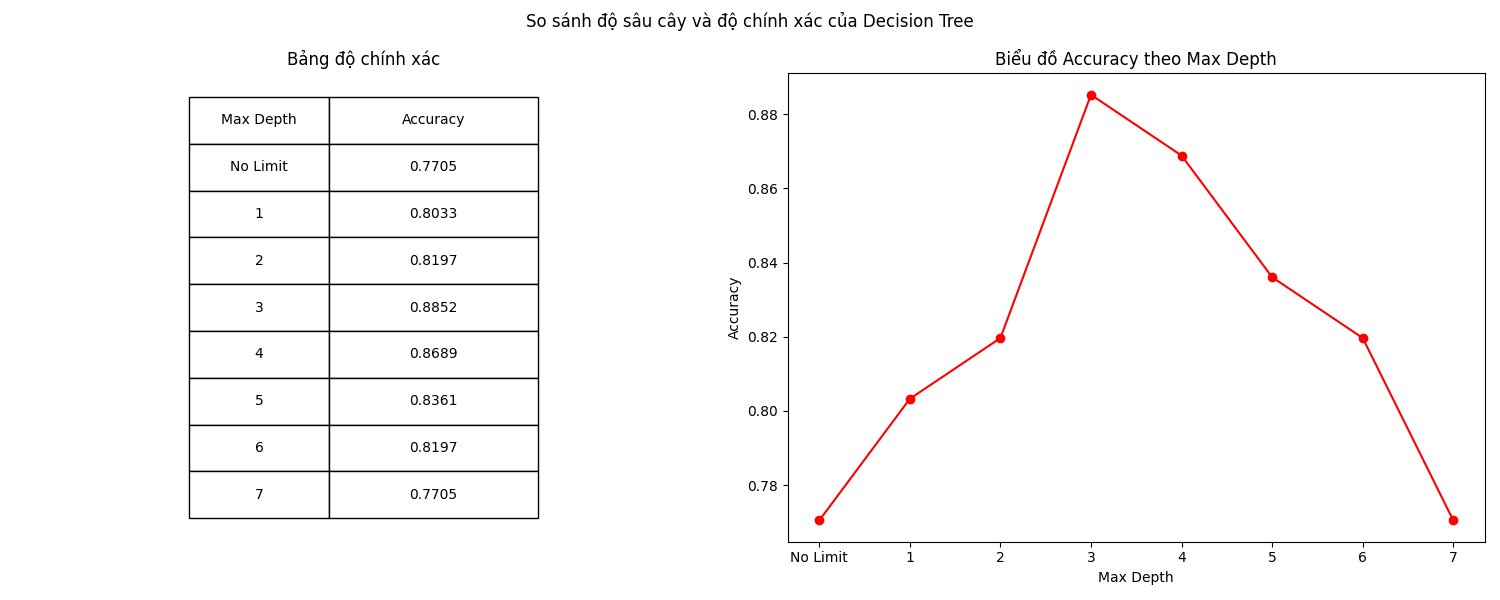 So sánh độ sâu cây và độ chính xác của Decision Tree
Bảng độ chính xác
Max Depth Accuracy
No Limit 0.7705
1 0.8033
2 0.8197
3 0.8852
4 0.8689
5 0.8361
6 0.8197
7 0.7705
Biểu đồ Accuracy theo Max Depth
0.88
0.86
0.84
0.82
0.80
0.78
Accuracy
No Limit 1 2 3 4 5 6 7
Max Depth